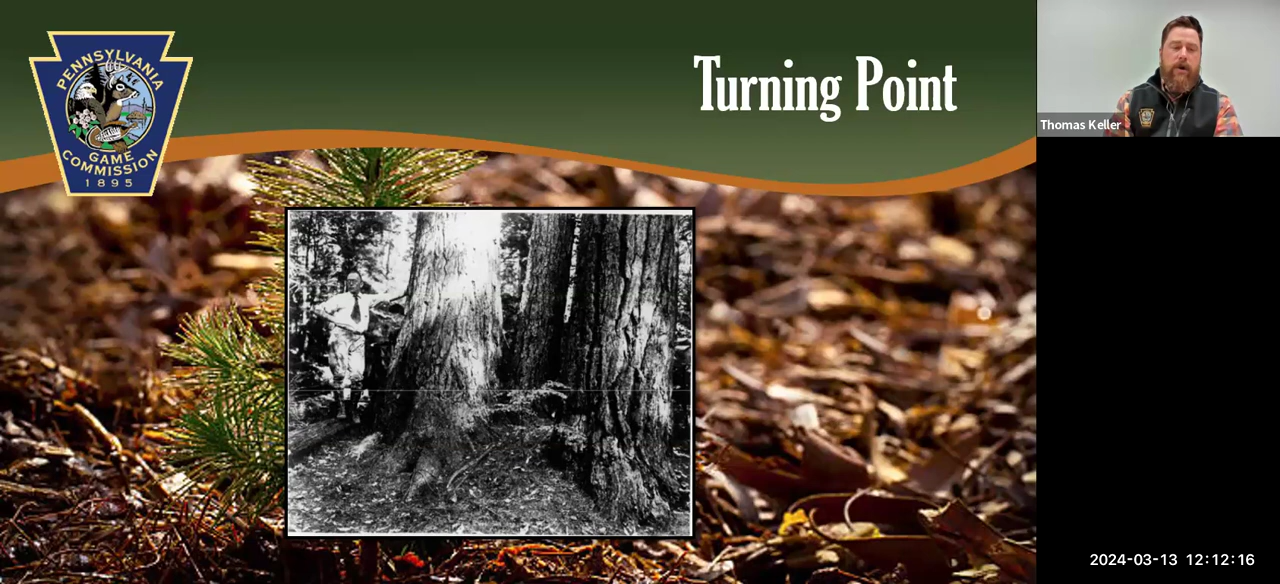 PENNSYLVANIA
GAME
COMMISSION
1895
Turning Point
Thomas Keller
2024-03-13 12:12:16